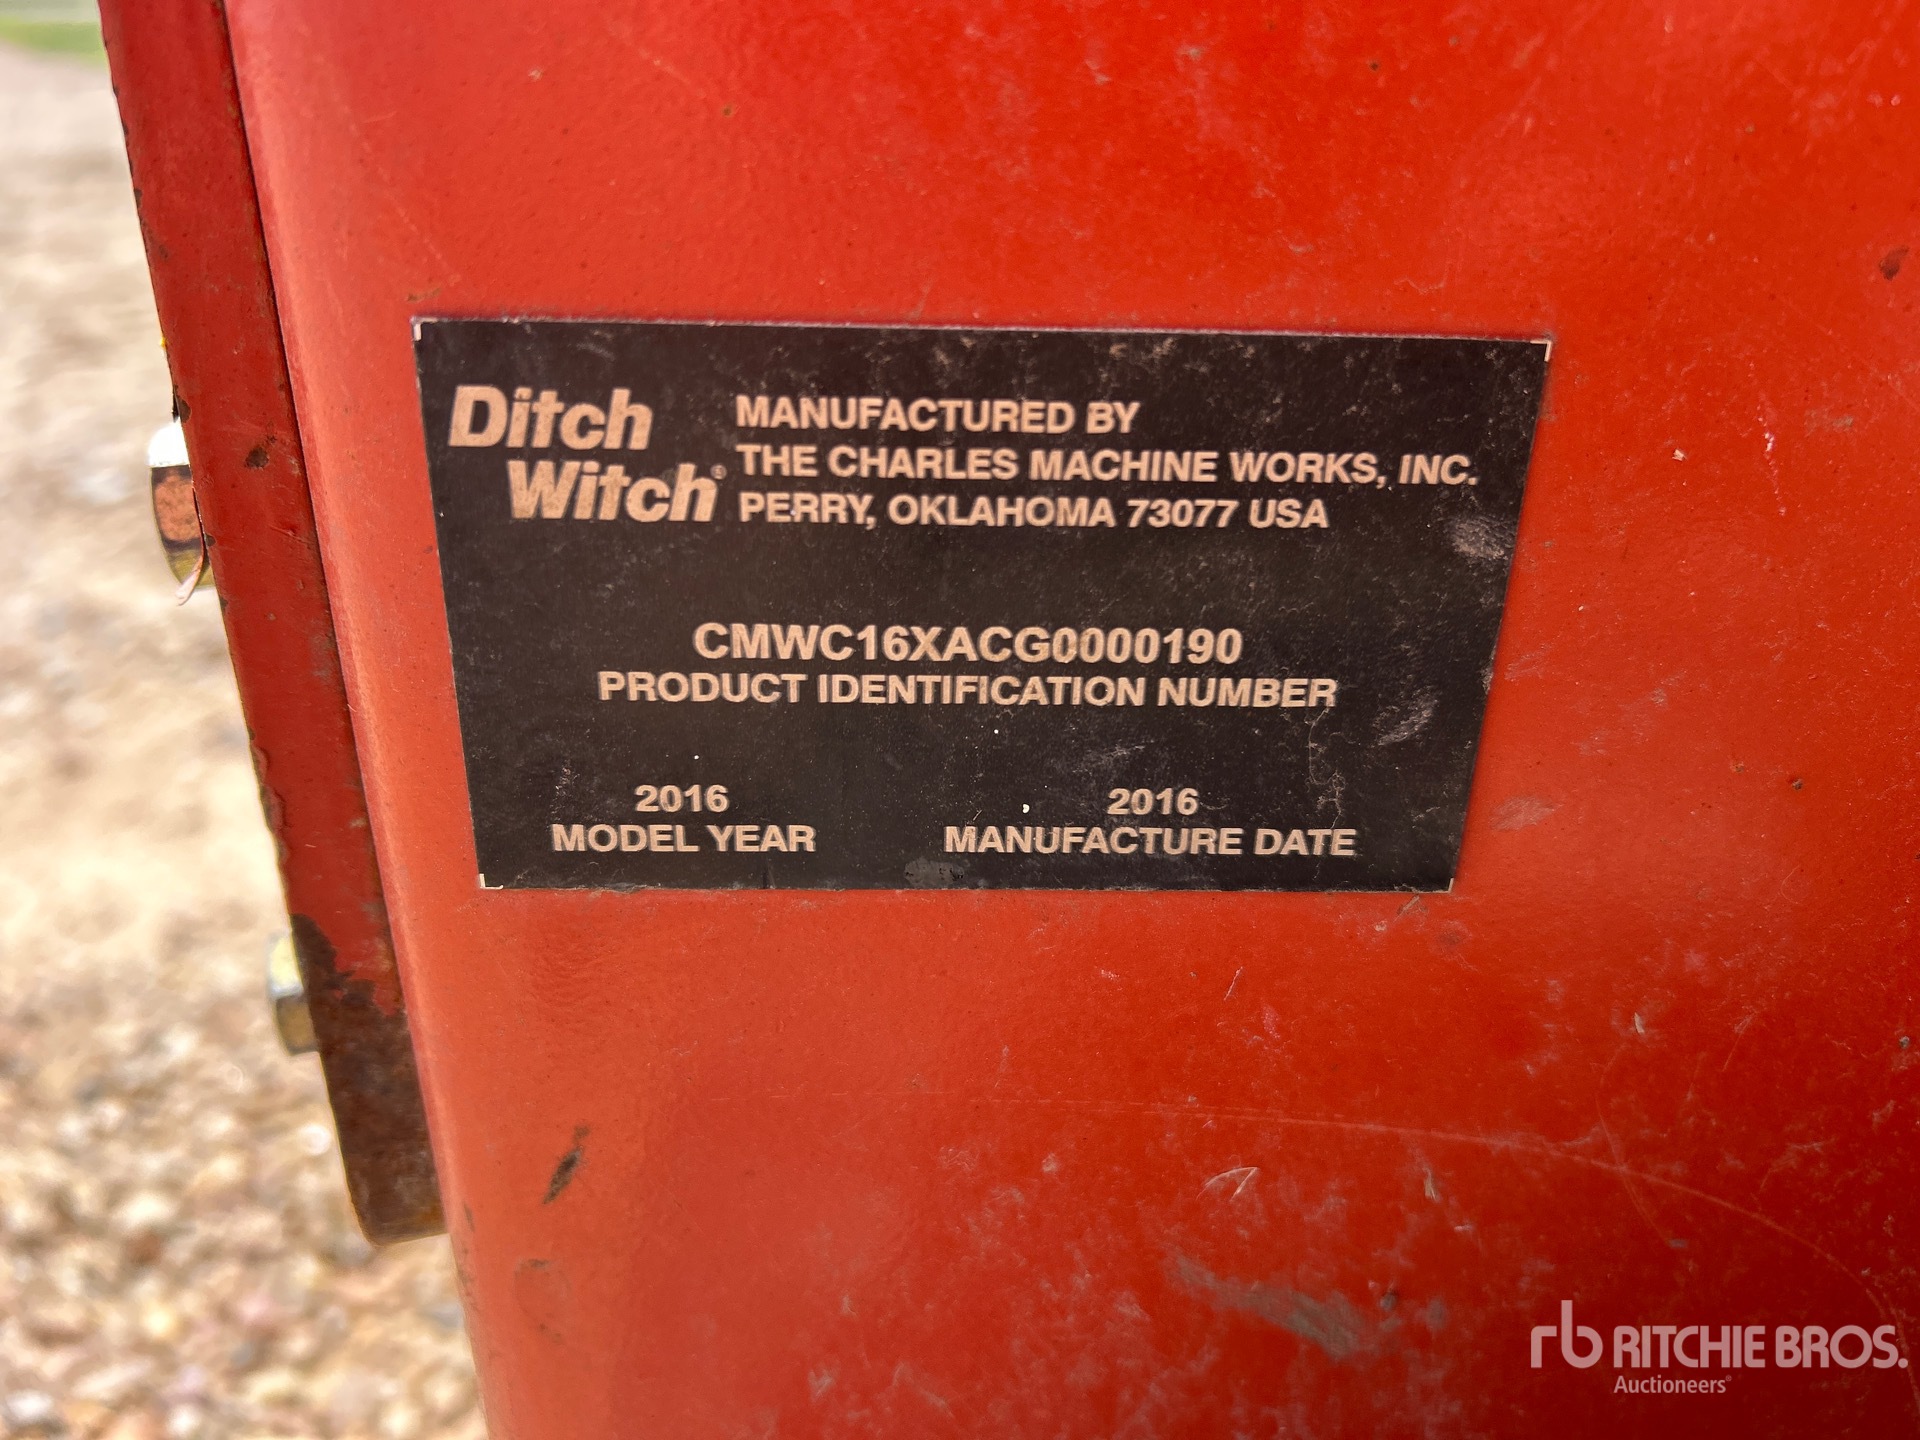 Ditch
Witch®
MANUFACTURED BY
THE CHARLES MACHINE WORKS, INC.
PERRY, OKLAHOMA 73077 USA
CMWC16XACG0000190
PRODUCT IDENTIFICATION NUMBER
2016
MODEL YEAR
2016
MANUFACTURE DATE
rb RITCHIE BROS.
Auctioneers®